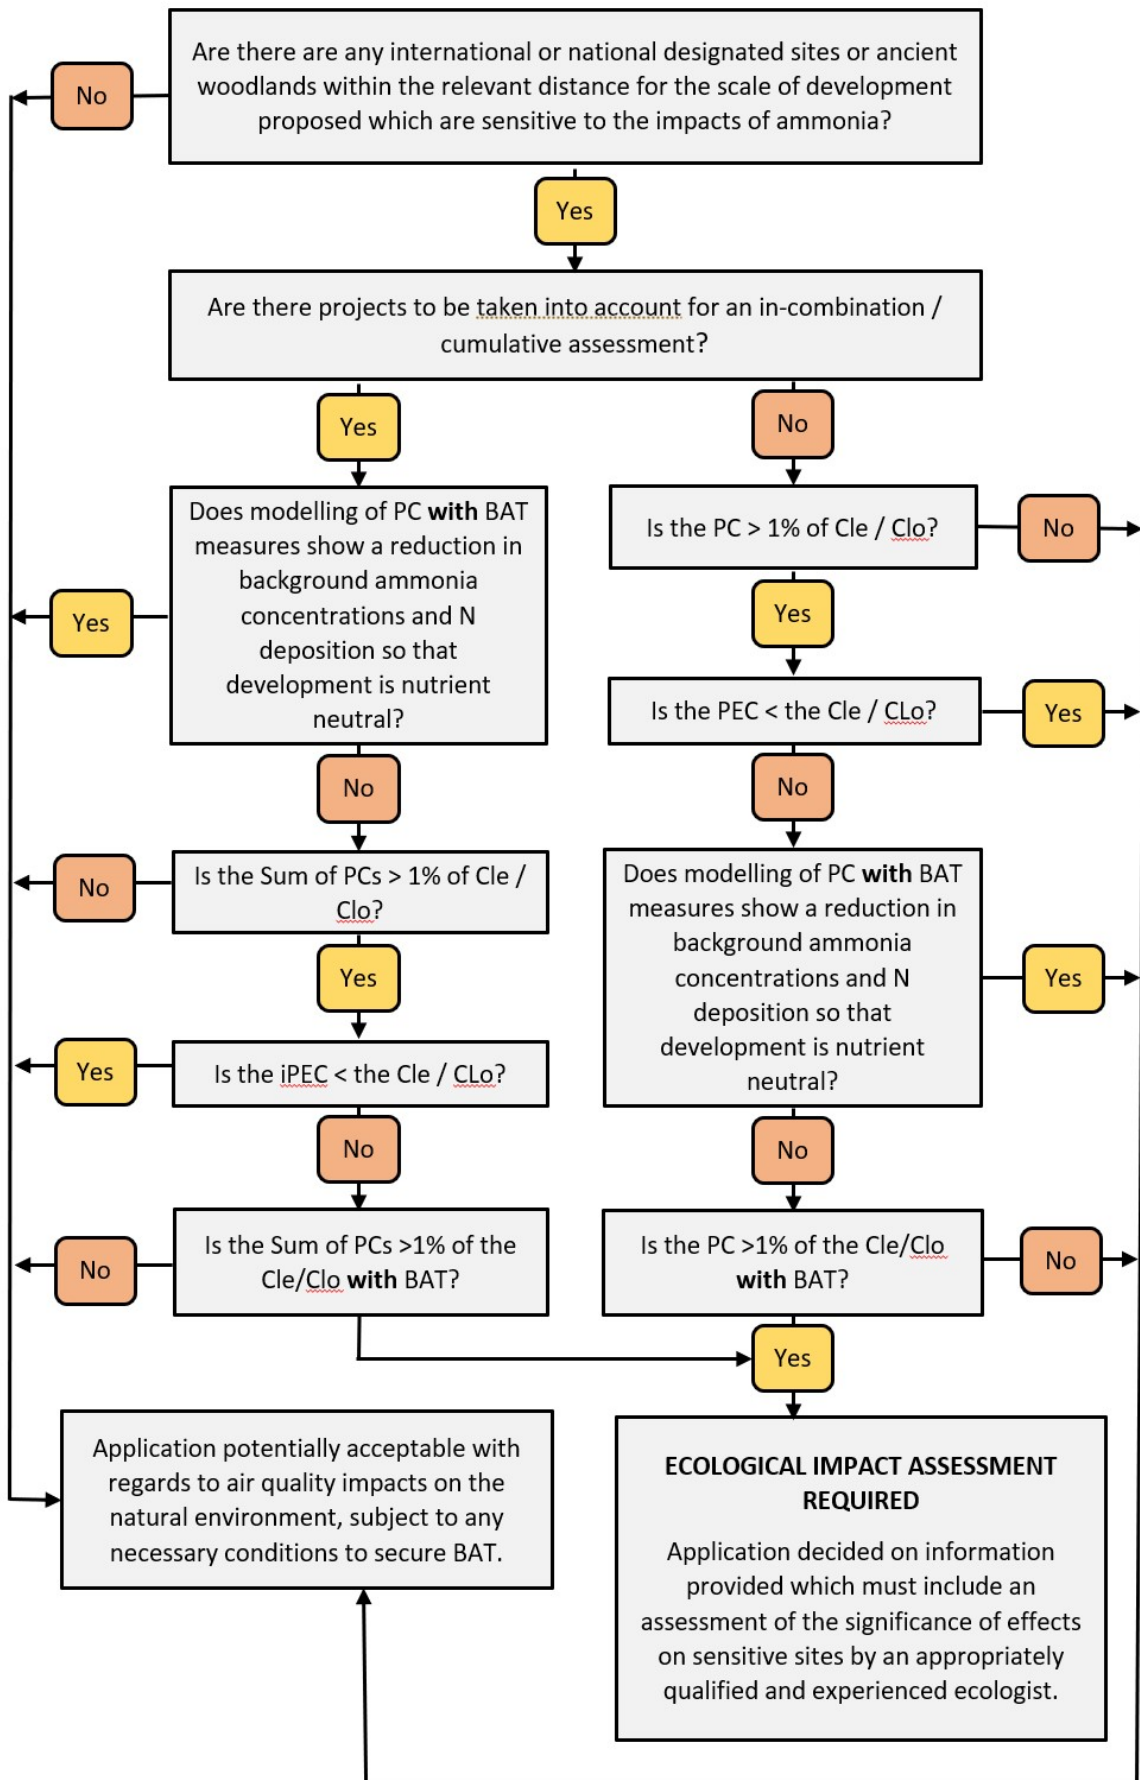 Are there are any international or national designated sites or ancient
woodlands within the relevant distance for the scale of development
proposed which are sensitive to the impacts of ammonia?
No
Yes
Are there projects to be taken into account for an in-combination /
cumulative assessment?
Yes
No
Does modelling of PC with BAT
measures show a reduction in
background ammonia
concentrations and N
deposition so that
development is nutrient
neutral?
Yes
No
Is the Sum of PCs > 1% of Cle /
Clo?
No
Yes
Is the iPEC < the Cle / CLo?
Yes
No
Is the Sum of PCs >1% of the
Cle/Clo with BAT?
No
Is the PC > 1% of Cle / Clo?
No
Yes
Is the PEC < the Cle / CLo?
Yes
No
Does modelling of PC with BAT
measures show a reduction in
background ammonia
concentrations and N
deposition so that
development is nutrient
neutral?
Yes
No
Is the PC >1% of the Cle/Clo
with BAT?
No
Yes
Application potentially acceptable with
regards to air quality impacts on the
natural environment, subject to any
necessary conditions to secure BAT.
ECOLOGICAL IMPACT ASSESSMENT
REQUIRED
Application decided on information
provided which must include an
assessment of the significance of effects
on sensitive sites by an appropriately
qualified and experienced ecologist.